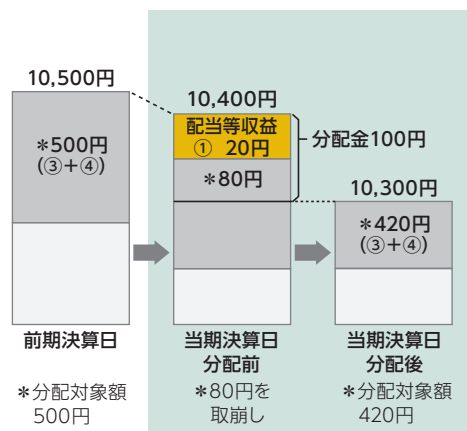 10,500円
*500円
(③+④)
前期決算日
*分配対象額
500円
10,400円
配当等収益
① 20円
*80円
分配金100円
当期決算日
分配前
*80円を
取崩し
10,300円
*420円
(③+④)
当期決算日
分配後
*分配対象額
420円